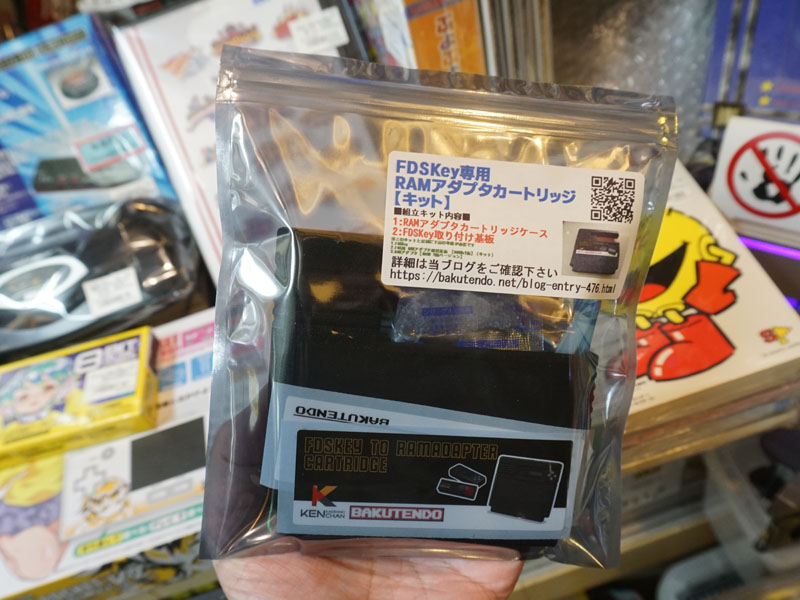 FDSKey専用
RAMアダプタカートリッジ
【キット】
■組立キット内容■
1:RAMアダプタカートリッジケース
2:FDSKey取り付け基板
詳細は当ブログをご確認下さい
https://bakutendo.net/blog-entry-476.html
BAKUTENDO
FDSKEY TO RAMADAPTER
CARTRIDGE
KEN
CHAN
BAKUTENDO
8BIT